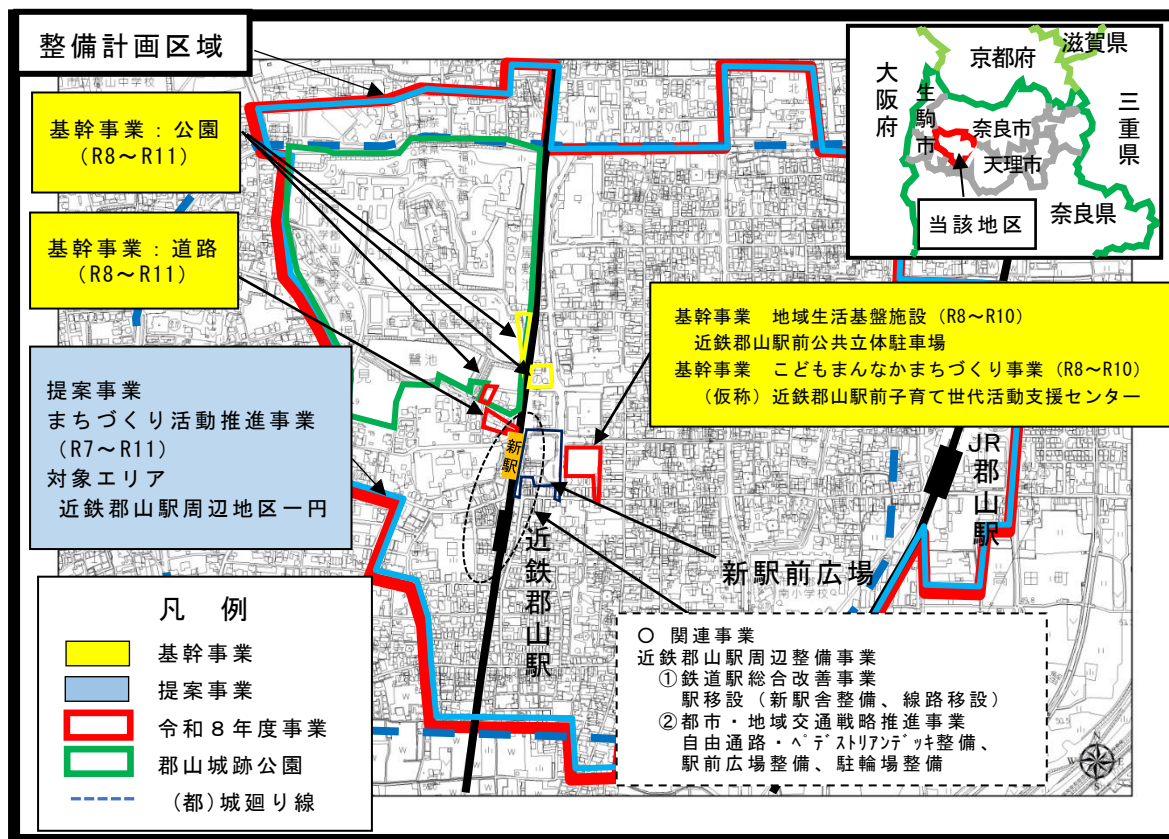 整備計画区域
基幹事業：公園
(R8～R11)
基幹事業：道路
(R8～R11)
提案事業
まちづくり活動推進事業
(R7～R11)
対象エリア
近鉄郡山駅周辺地区一円
凡 例
基幹事業
提案事業
令和８年度事業
郡山城跡公園
(都)城廻り線
滋賀県
京都府
大阪府
生駒市
奈良市
天理市
三重県
奈良県
当該地区
基幹事業 地域生活基盤施設 (R8～R10)
近鉄郡山駅前公共立体駐車場
基幹事業 こどもまんなかまちづくり事業 (R8～R10)
（仮称）近鉄郡山駅前子育て世代活動支援センター
鷺池
新駅
近鉄郡山駅
新駅前広場
JR郡山駅
南小学校
○ 関連事業
近鉄郡山駅周辺整備事業
①鉄道駅総合改善事業
駅移設（新駅舎整備、線路移設）
②都市・地域交通戦略推進事業
自由通路・ﾍﾟﾃﾞｽﾄﾘｱﾝﾃﾞｯｷ整備、
駅前広場整備、駐輪場整備
N
W
E
S